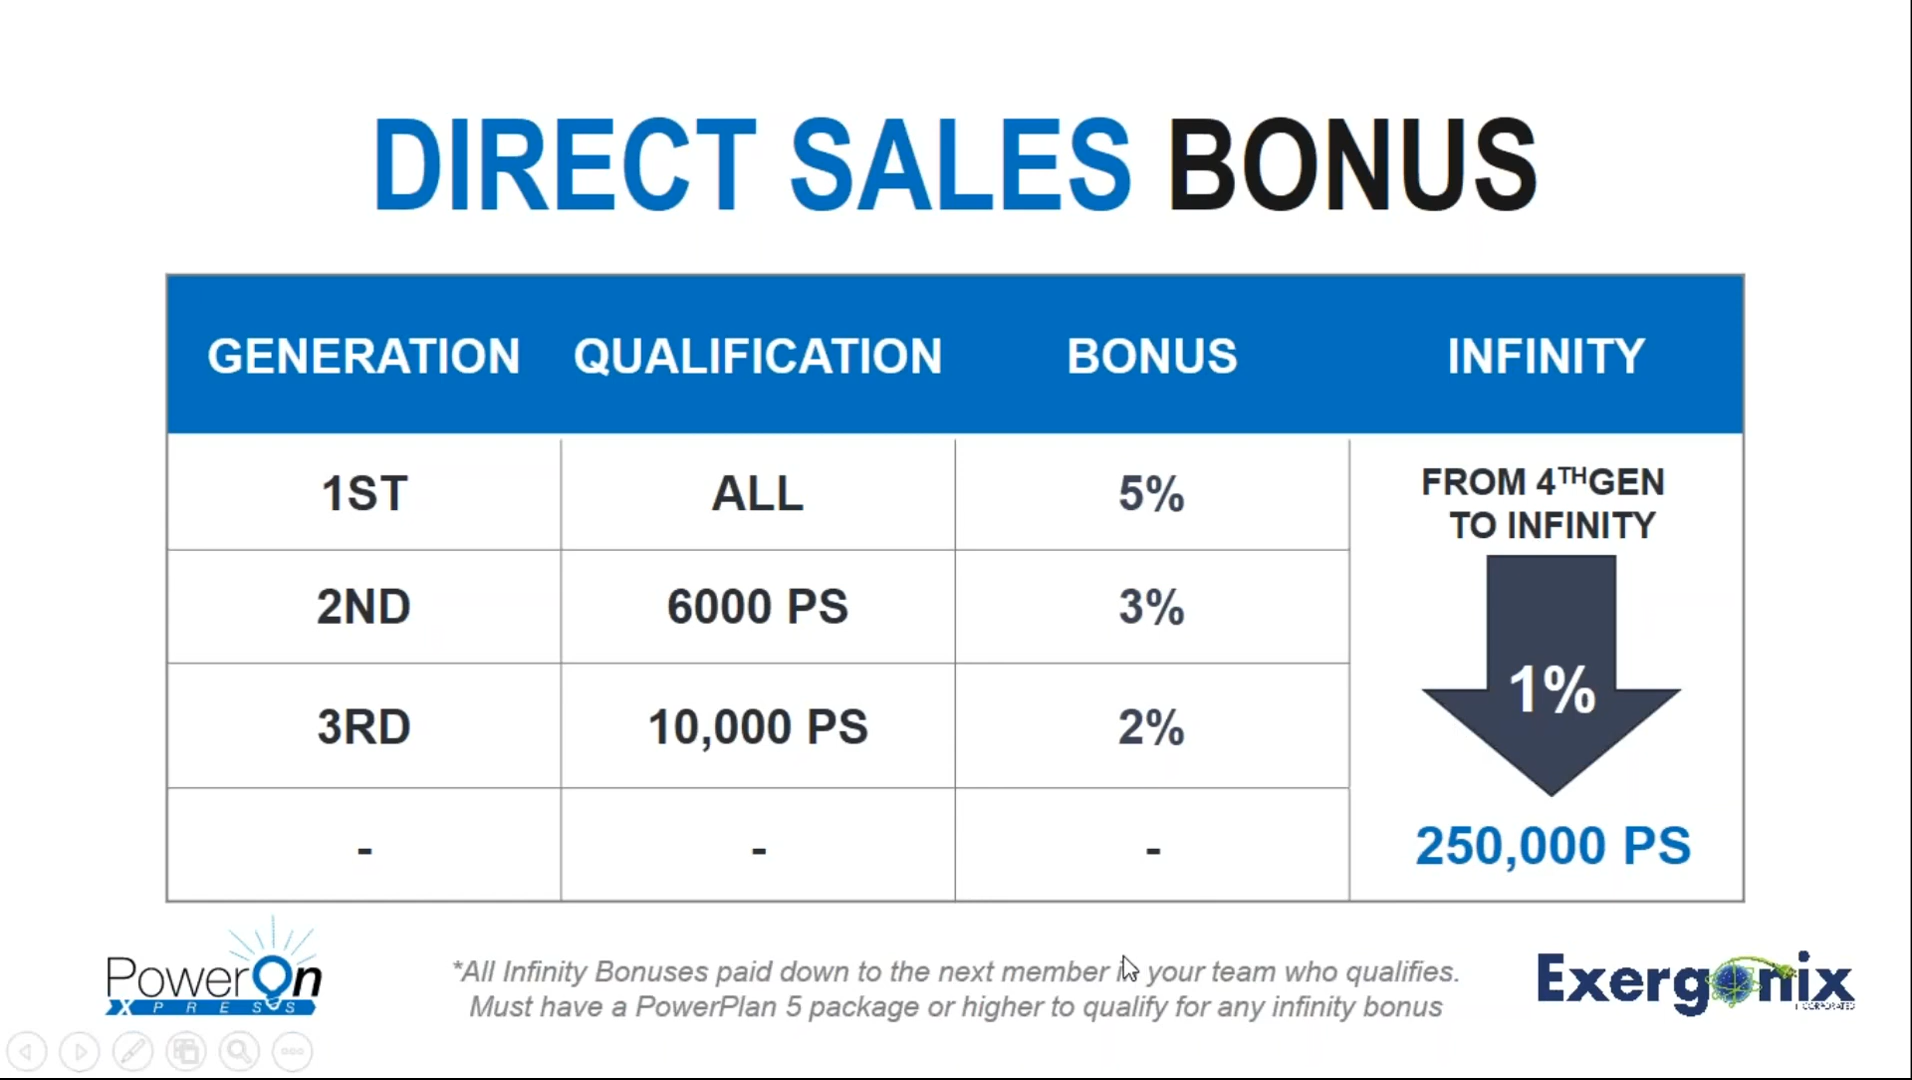 DIRECT SALES BONUS
GENERATION QUALIFICATION BONUS INFINITY
1ST ALL 5%
FROM 4THGEN
TO INFINITY
2ND 6000 PS 3%
1%
3RD 10,000 PS 2%
- - -
250,000 PS
PowerOn
XPRESS
*All Infinity Bonuses paid down to the next member in your team who qualifies.
Must have a PowerPlan 5 package or higher to qualify for any infinity bonus
Exergonix
INCORPORATED